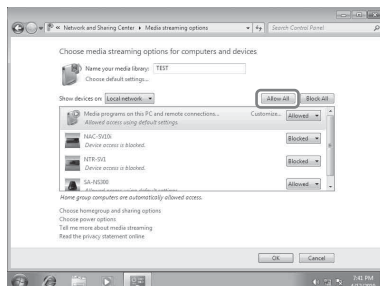 « Network and Sharing Center ▸ Media streaming options
Search Control Panel
Choose media streaming options for computers and devices
Name your media library: TEST
Choose default settings...
Show devices on: Local network
Allow All
Block All
Media programs on this PC and remote connections...
Customize...
Allowed
Allowed access using default settings.
NAC-SV10i
Device access is blocked.
Blocked
NTR-SV1
Device access is blocked.
Blocked
SA-NS300
Allowed
Home group computers are automatically allowed access.
Choose homegroup and sharing options
Choose power options
Tell me more about media streaming
Read the privacy statement online
OK
Cancel
7:41 PM